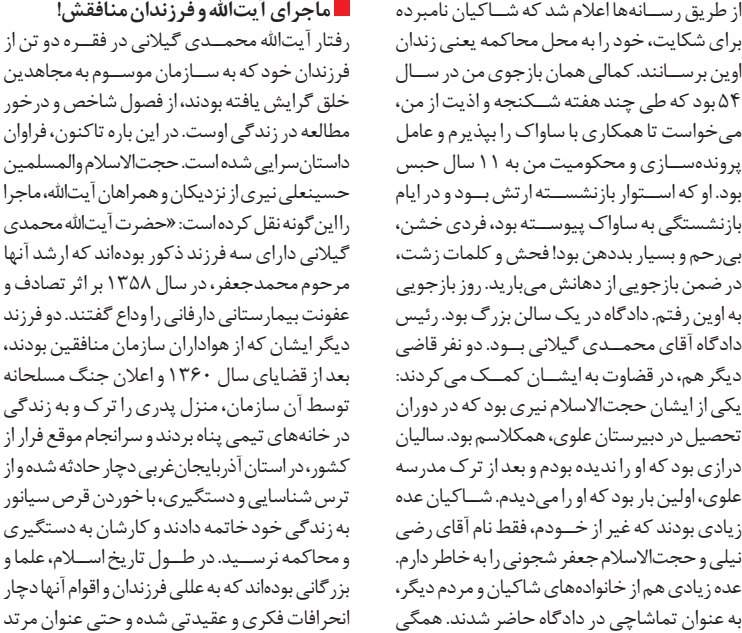 از طریق رسانه‌ها اعلام شد که شاکیان نامبرده
برای شکایت، خود را به محل محاکمه یعنی زندان
اوین برسانند. کمالی همان بازجوی من در سال
۵۴ بود که طی چند هفته شکنجه و اذیت از من،
می‌خواست تا همکاری با ساواک را بپذیرم و عامل
پرونده‌سازی و محکومیت من به ۱۱ سال حبس
بود. او که استوار بازنشسته ارتش بود و در ایام
بازنشستگی به ساواک پیوسته بود، فردی خشن،
بی‌رحم و بسیار بددهن بود! فحش و کلمات زشت،
در ضمن بازجویی از دهانش می‌بارید. روز بازجویی
به اوین رفتم. دادگاه در یک سالن بزرگ بود. رئیس
دادگاه آقای محمدی گیلانی بود. دو نفر قاضی
دیگر هم، در قضاوت به ایشان کمک می‌کردند:
یکی از ایشان حجت‌الاسلام نیری بود که در دوران
تحصیل در دبیرستان علوی، همکلاسم بود. سالیان
درازی بود که او را ندیده بودم و بعد از ترک مدرسه
علوی، اولین بار بود که او را می‌دیدم. شاکیان عده
زیادی بودند که غیر از خودم، فقط نام آقای رضی
نیلی و حجت‌الاسلام جعفر شجونی را به خاطر دارم.
عده زیادی هم از خانواده‌های شاکیان و مردم دیگر،
به عنوان تماشاچی در دادگاه حاضر شدند. همگی
ماجرای آیت‌الله و فرزندان منافقش!
رفتار آیت‌الله محمدی گیلانی در فقره دو تن از
فرزندان خود که به سازمان موسوم به مجاهدین
خلق گرایش یافته بودند، از فصول شاخص و درخور
مطالعه در زندگی اوست. در این باره تاکنون، فراوان
داستان‌سرایی شده است. حجت‌الاسلام والمسلمین
حسینعلی نیری از نزدیکان و همراهان آیت‌الله، ماجرا
را این گونه نقل کرده است: «حضرت آیت‌الله محمدی
گیلانی دارای سه فرزند ذکور بوده‌اند که ارشد آنها
مرحوم محمدجعفر، در سال ۱۳۵۸ بر اثر تصادف و
عفونت بیمارستانی دارفانی را وداع گفتند. دو فرزند
دیگر ایشان که از هواداران سازمان منافقین بودند،
بعد از قضایای سال ۱۳۶۰ و اعلان جنگ مسلحانه
توسط آن سازمان، منزل پدری را ترک و به زندگی
در خانه‌های تیمی پناه بردند و سرانجام موقع فرار از
کشور، در استان آذربایجان‌غربی دچار حادثه شده و از
ترس شناسایی و دستگیری، با خوردن قرص سیانور
به زندگی خود خاتمه دادند و کارشان به دستگیری
و محاکمه نرسید. در طول تاریخ اسلام، علما و
بزرگانی بوده‌اند که به عللی فرزندان و اقوام آنها دچار
انحرافات فکری و عقیدتی شده و حتی عنوان مرتد